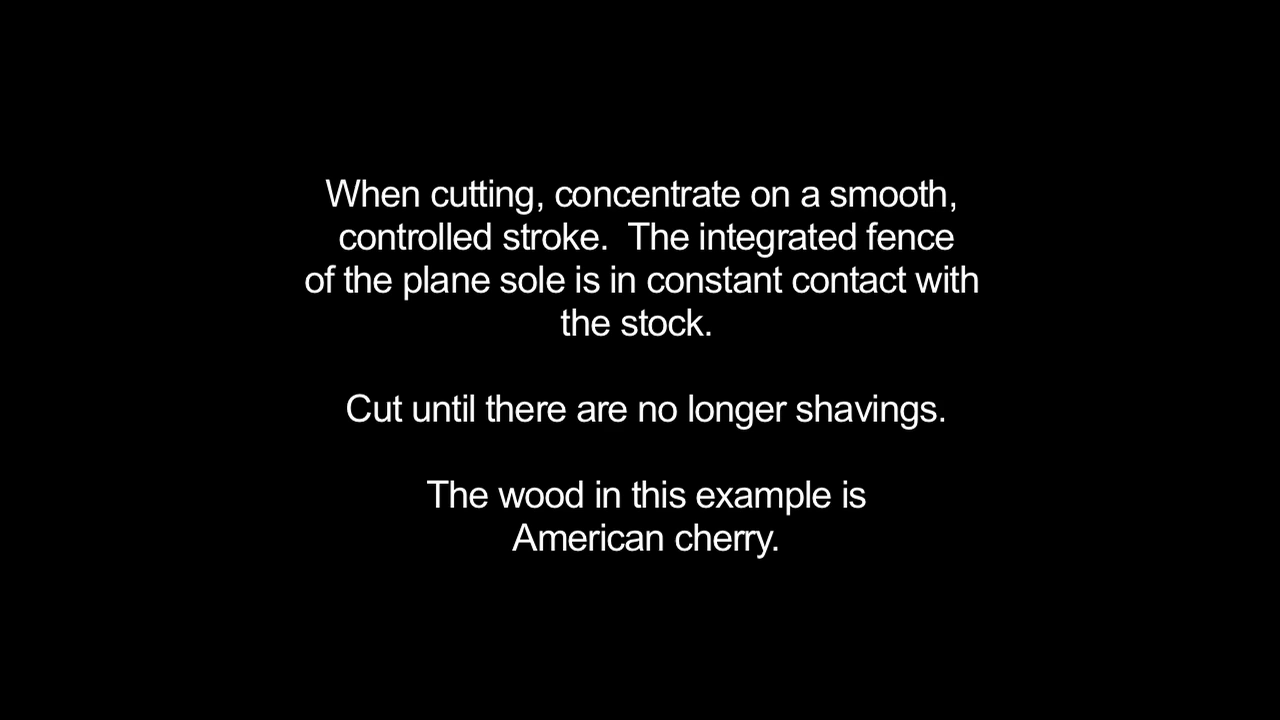 When cutting, concentrate on a smooth,
controlled stroke.  The integrated fence
of the plane sole is in constant contact with
the stock.
Cut until there are no longer shavings.
The wood in this example is
American cherry.